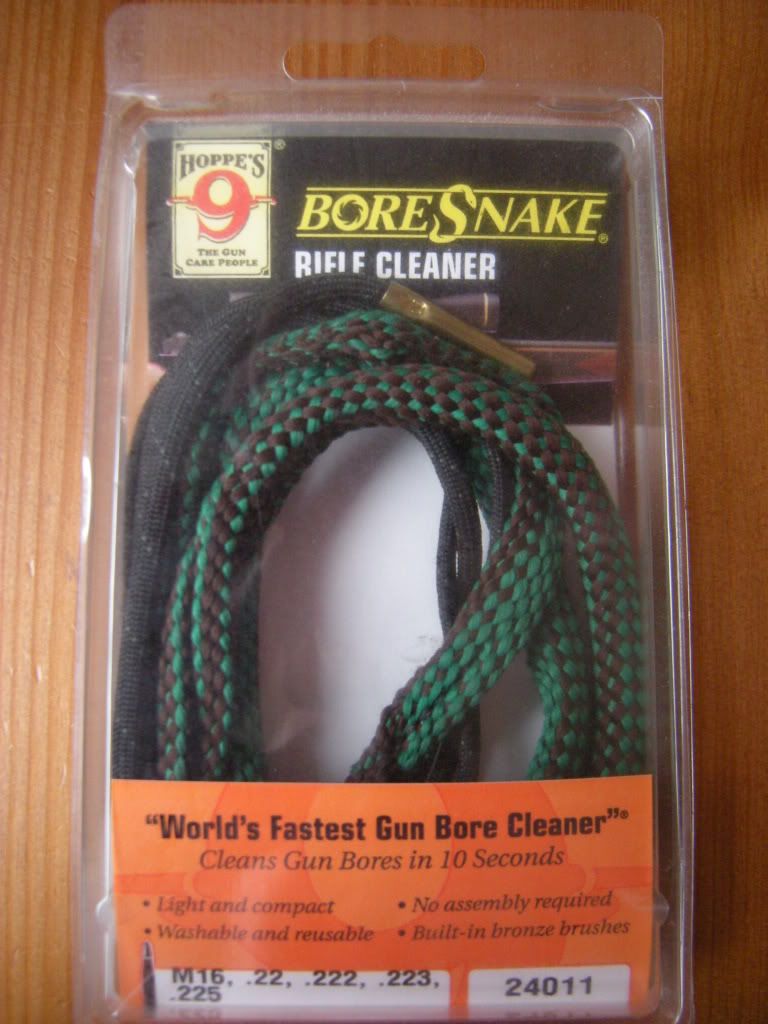 HOPPE'S ®
9
THE GUN
CARE PEOPLE
BORESNAKE ®
RIFLE CLEANER
"World's Fastest Gun Bore Cleaner"®
Cleans Gun Bores in 10 Seconds
• Light and compact
• No assembly required
• Washable and reusable
• Built-in bronze brushes
M16, .22, .222, .223,
.225
24011